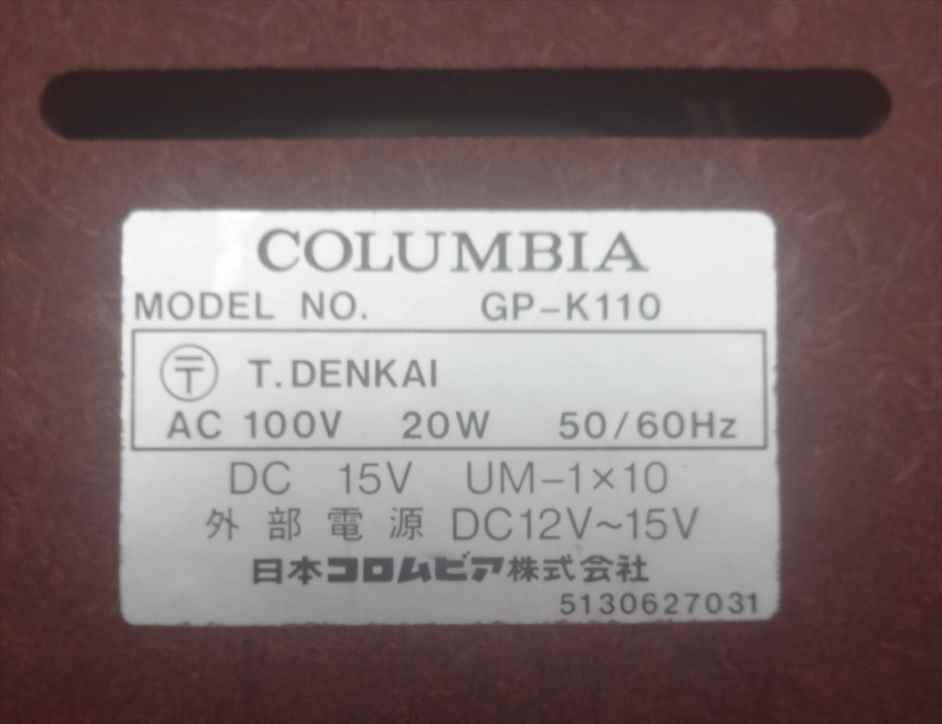 COLUMBIA
MODEL NO. GP-K110
〒 T.DENKAI
AC 100V 20W 50/60Hz
DC 15V UM-1×10
外部電源 DC12V~15V
日本コロムビア株式会社
5130627031